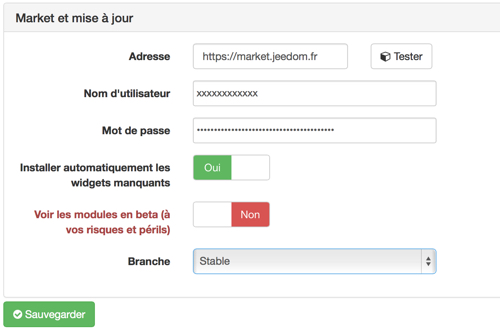 Market et mise à jour
Adresse https://market.jeedom.fr Tester
Nom d'utilisateur xxxxxxxxxxxx
Mot de passe ••••••••••••••••••••••••••••••••••••••••
Installer automatiquement les
widgets manquants Oui
Voir les modules en beta (à
vos risques et périls) Non
Branche Stable
Sauvegarder